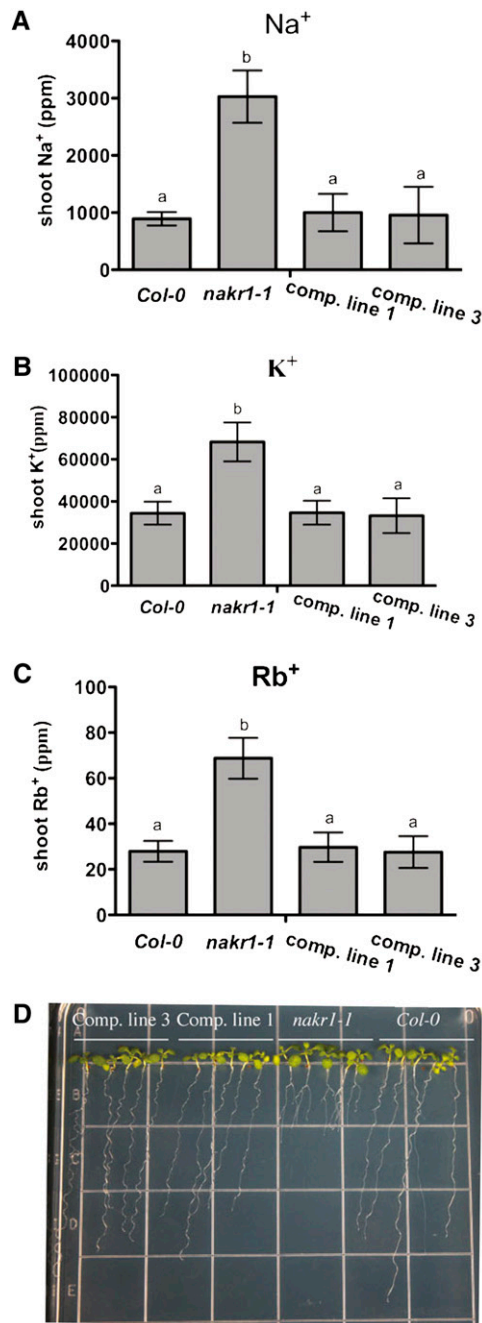 A
Na⁺
shoot Na⁺ (ppm)
4000
3000
2000
1000
0
a
b
a
a
Col-0
nakr1-1
comp. line 1
comp. line 3
B
K⁺
shoot K⁺(ppm)
100000
80000
60000
40000
20000
0
a
b
a
a
Col-0
nakr1-1
comp. line 1
comp. line 3
C
Rb⁺
shoot Rb⁺ (ppm)
100
80
60
40
20
0
a
b
a
a
Col-0
nakr1-1
comp. line 1
comp. line 3
D
Comp. line 3
Comp. line 1
nakr1-1
Col-0
A
B
C
D
E